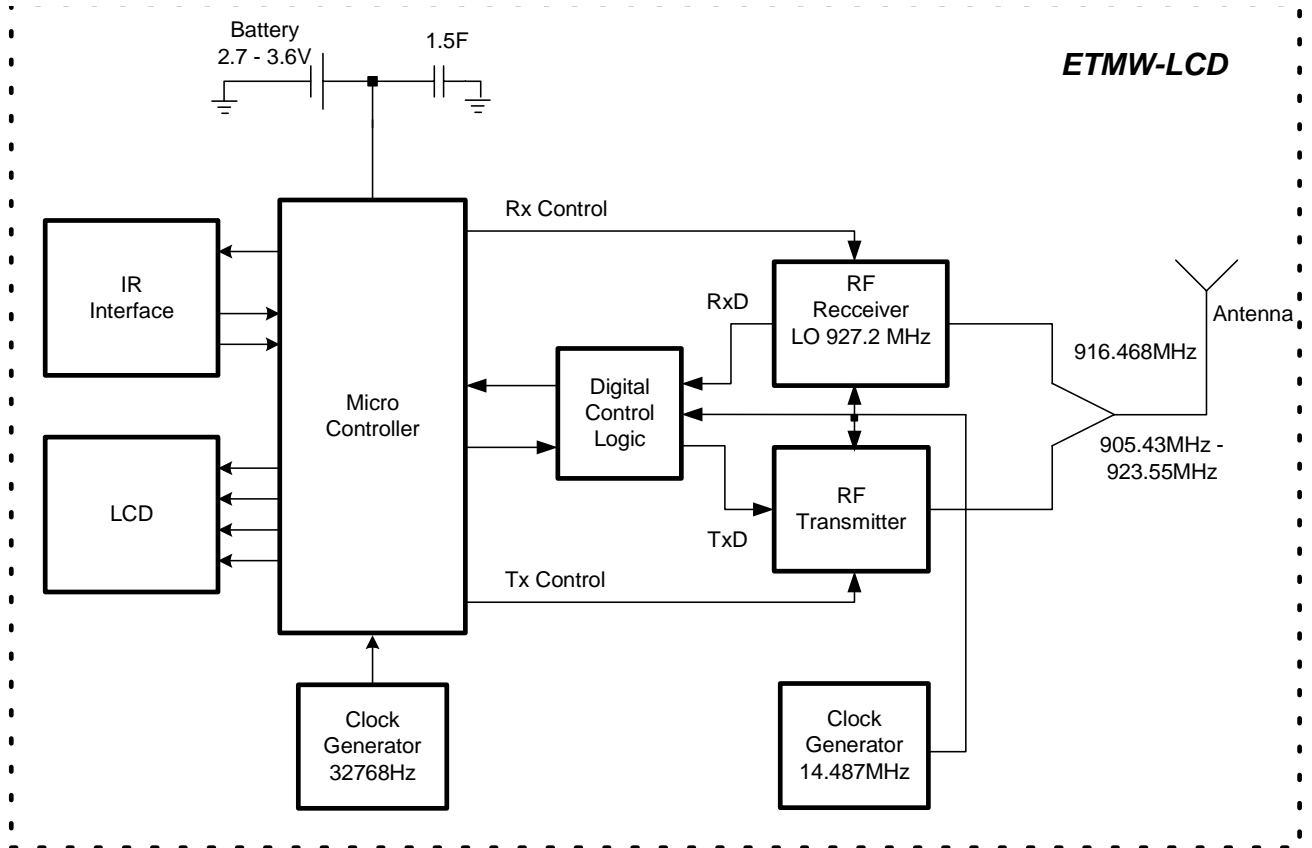 Battery
2.7 - 3.6V
1.5F
ETMW-LCD
Rx Control
IR
Interface
RF
Recceiver
LO 927.2 MHz
RxD
Antenna
916.468MHz
Micro
Controller
Digital
Control
Logic
905.43MHz -
923.55MHz
LCD
RF
Transmitter
TxD
Tx Control
Clock
Generator
32768Hz
Clock
Generator
14.487MHz